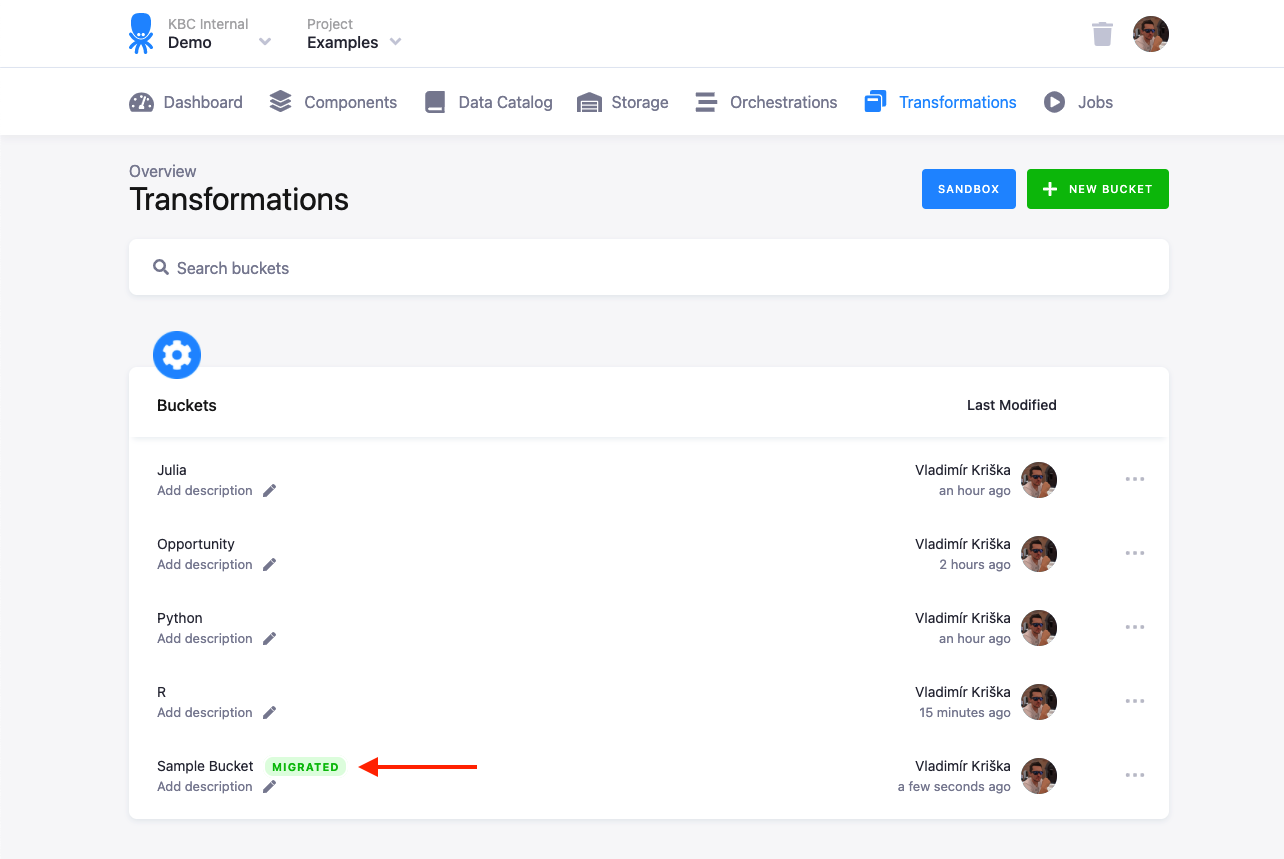 KBC Internal
Demo
Project
Examples
Dashboard
Components
Data Catalog
Storage
Orchestrations
Transformations
Jobs
Overview
Transformations
SANDBOX
NEW BUCKET
Search buckets
Buckets
Last Modified
Julia
Add description
Vladimír Kriška
an hour ago
Opportunity
Add description
Vladimír Kriška
2 hours ago
Python
Add description
Vladimír Kriška
an hour ago
R
Add description
Vladimír Kriška
15 minutes ago
Sample Bucket MIGRATED
Add description
Vladimír Kriška
a few seconds ago